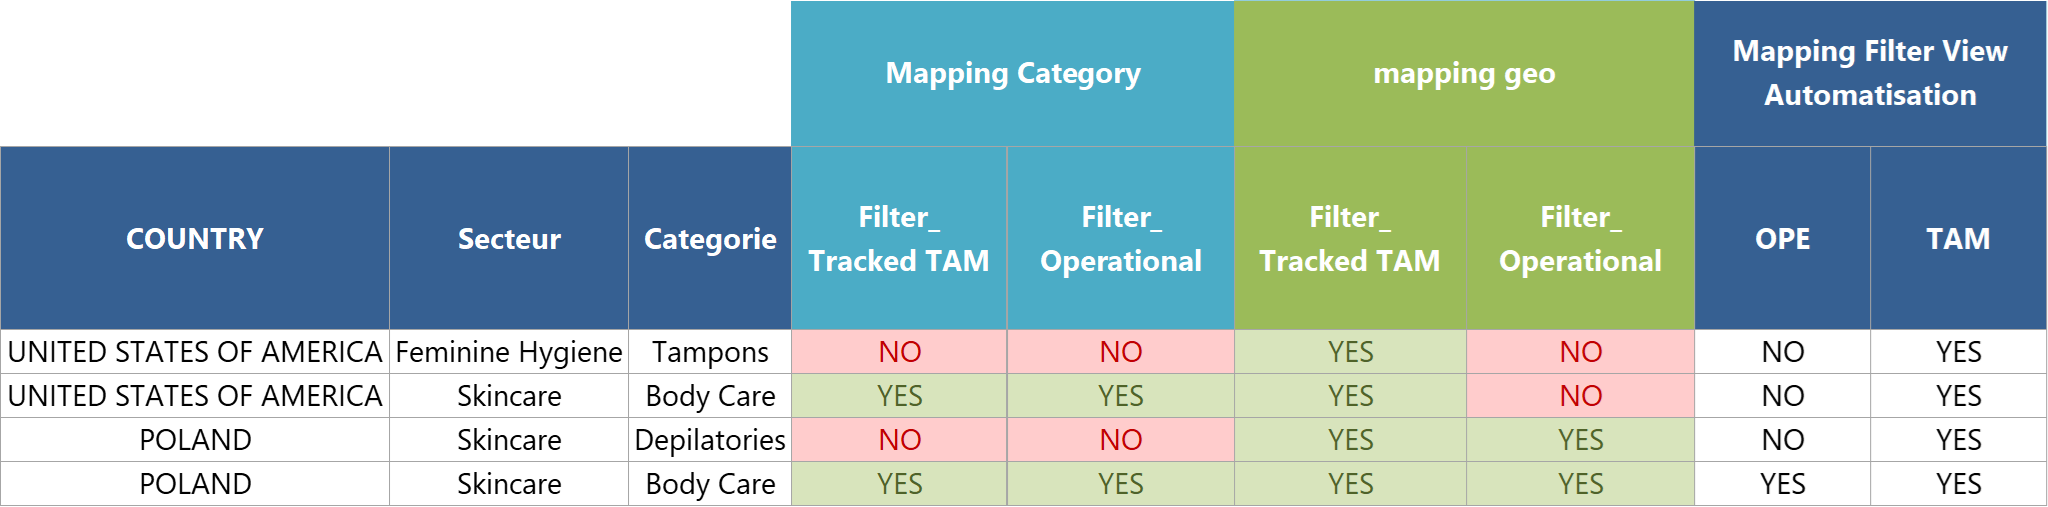 Mapping Category
mapping geo
Mapping Filter View
Automatisation
COUNTRY
Secteur
Categorie
Filter_
Tracked TAM
Filter_
Operational
Filter_
Tracked TAM
Filter_
Operational
OPE
TAM
UNITED STATES OF AMERICA Feminine Hygiene Tampons NO NO YES NO NO YES
UNITED STATES OF AMERICA Skincare Body Care YES YES YES NO NO YES
POLAND Skincare Depilatories NO NO YES YES NO YES
POLAND Skincare Body Care YES YES YES YES YES YES